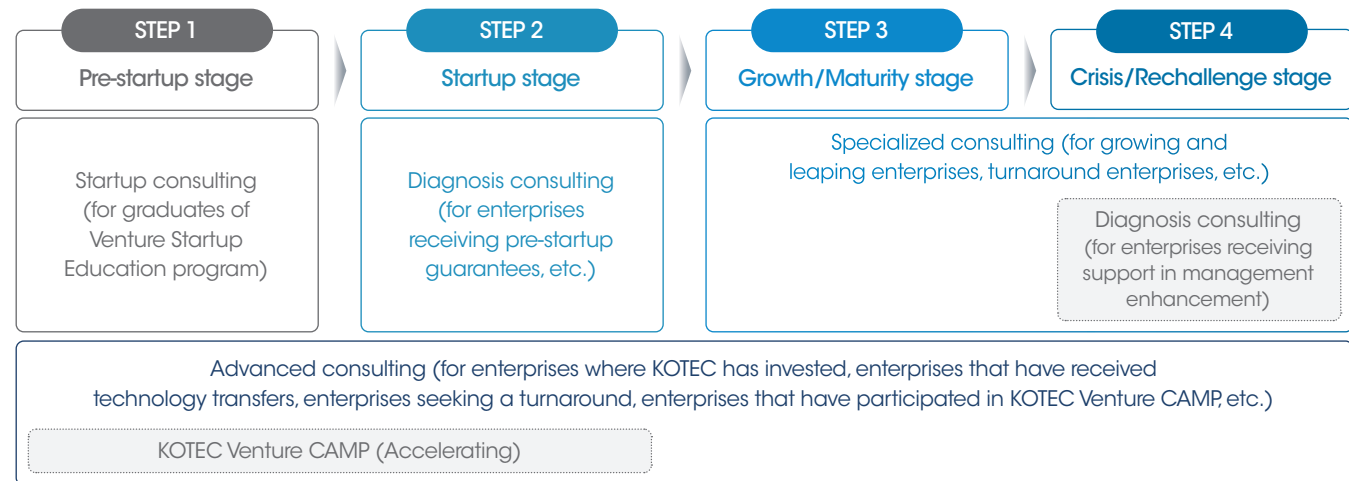 STEP 1
Pre-startup stage
STEP 2
Startup stage
STEP 3
Growth/Maturity stage
STEP 4
Crisis/Rechallenge stage
Startup consulting
(for graduates of
Venture Startup
Education program)
Diagnosis consulting
(for enterprises
receiving pre-startup
guarantees, etc.)
Specialized consulting (for growing and
leaping enterprises, turnaround enterprises, etc.)
Diagnosis consulting
(for enterprises receiving
support in management
enhancement)
Advanced consulting (for enterprises where KOTEC has invested, enterprises that have received
technology transfers, enterprises seeking a turnaround, enterprises that have participated in KOTEC Venture CAMP, etc.)
KOTEC Venture CAMP (Accelerating)